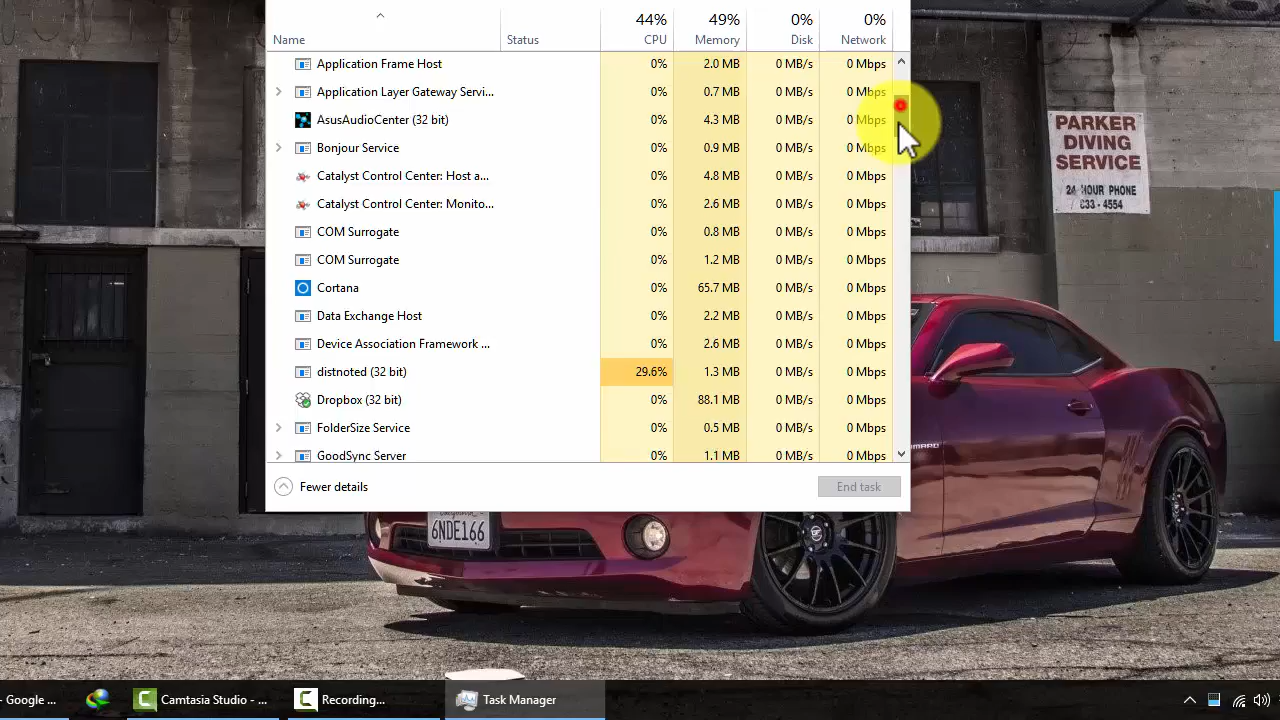 44% 49% 0% 0%
Name Status CPU Memory Disk Network
Application Frame Host 0% 2.0 MB 0 MB/s 0 Mbps
Application Layer Gateway Servi... 0% 0.7 MB 0 MB/s 0 Mbps
AsusAudioCenter (32 bit) 0% 4.3 MB 0 MB/s 0 Mbps
Bonjour Service 0% 0.9 MB 0 MB/s 0 Mbps
Catalyst Control Center: Host a... 0% 4.8 MB 0 MB/s 0 Mbps
Catalyst Control Center: Monito... 0% 2.6 MB 0 MB/s 0 Mbps
COM Surrogate 0% 0.8 MB 0 MB/s 0 Mbps
COM Surrogate 0% 1.2 MB 0 MB/s 0 Mbps
Cortana 0% 65.7 MB 0 MB/s 0 Mbps
Data Exchange Host 0% 2.2 MB 0 MB/s 0 Mbps
Device Association Framework ... 0% 2.6 MB 0 MB/s 0 Mbps
distnoted (32 bit) 29.6% 1.3 MB 0 MB/s 0 Mbps
Dropbox (32 bit) 0% 88.1 MB 0 MB/s 0 Mbps
FolderSize Service 0% 0.5 MB 0 MB/s 0 Mbps
GoodSync Server 0% 1.1 MB 0 MB/s 0 Mbps
Fewer details End task
PARKER
DIVING
SERVICE
24 HOUR PHONE
833-4554
6NDE166
- Google ... Camtasia Studio - ... Recording... Task Manager